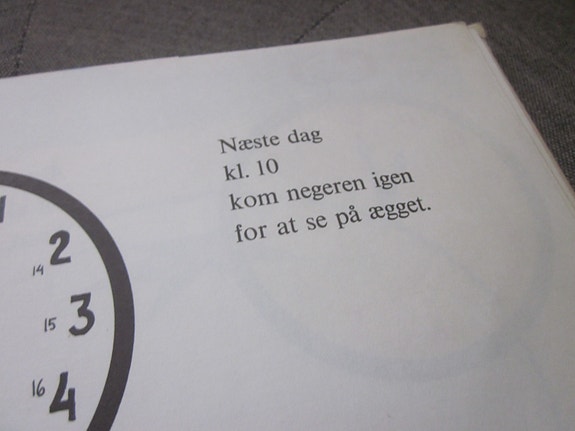 Næste dag
kl. 10
kom negeren igen
for at se på ægget.
2
14
3
15
4
16